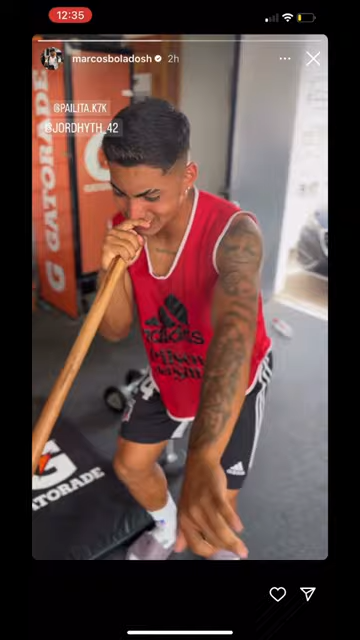 12:35
marcosboladosh 2h
@PAILITA.K7K
@JORDHYTH_42
GATORADE
GATORADE
adidas